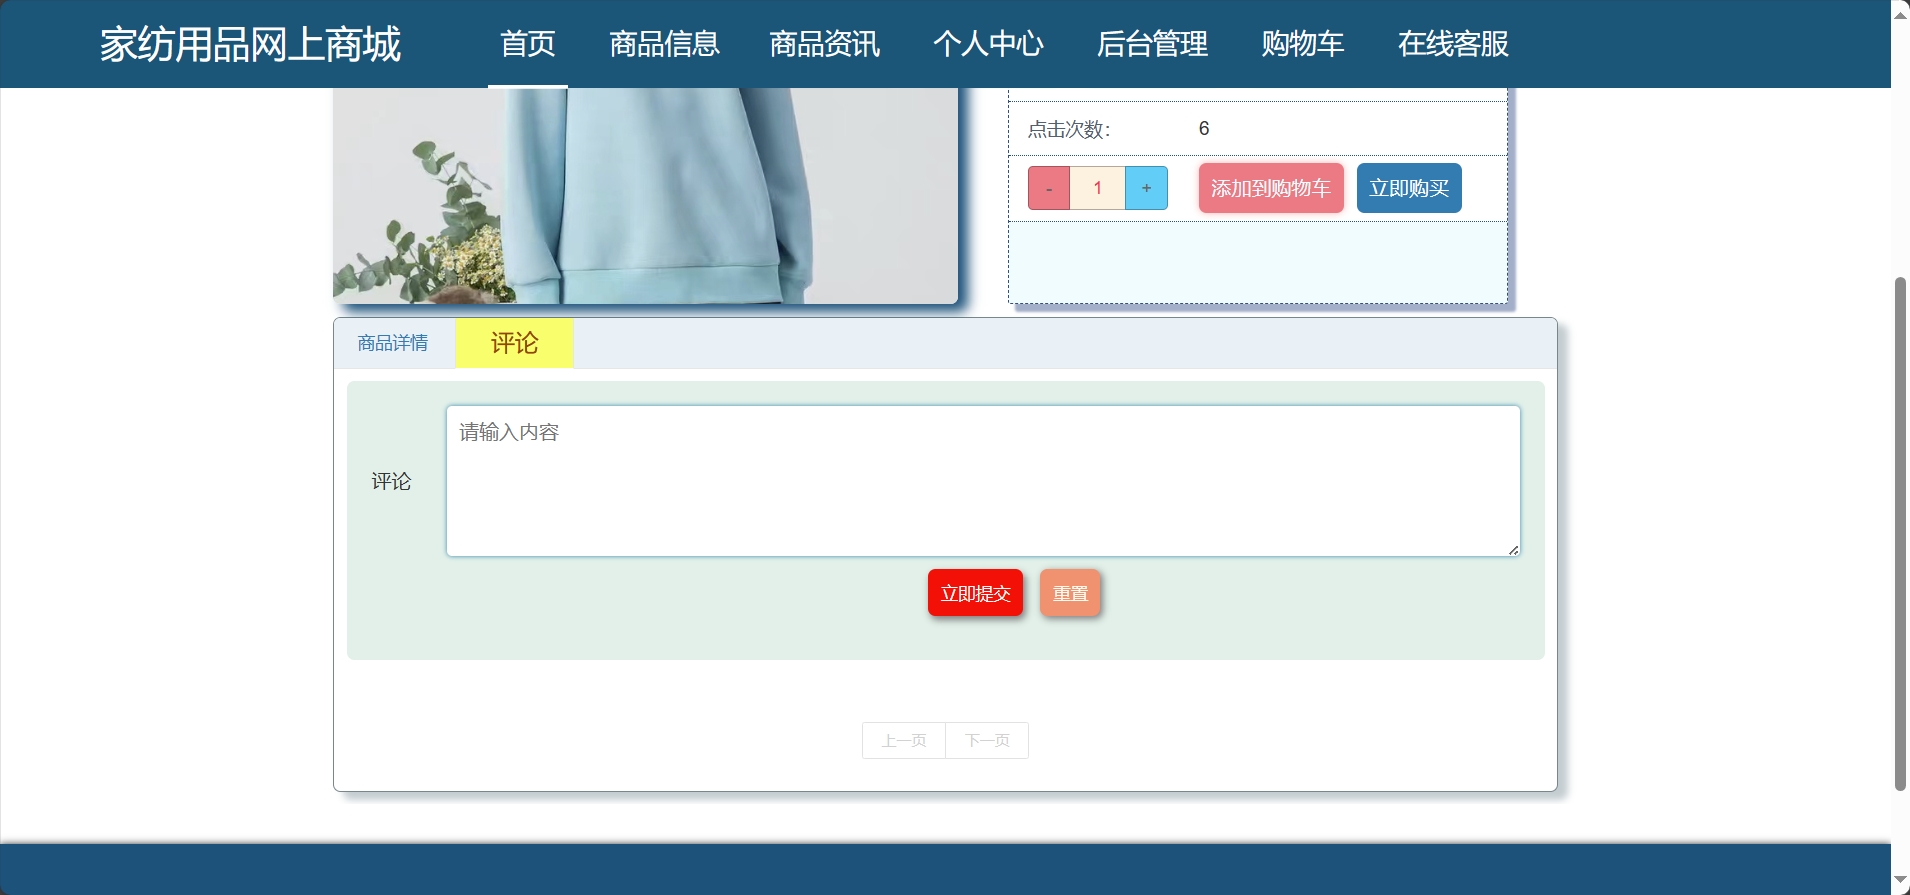 家纺用品网上商城 首页 商品信息 商品资讯 个人中心 后台管理 购物车 在线客服
点击次数： 6
- 1 + 添加到购物车 立即购买
商品详情 评论
请输入内容
评论
立即提交 重置
上一页 下一页